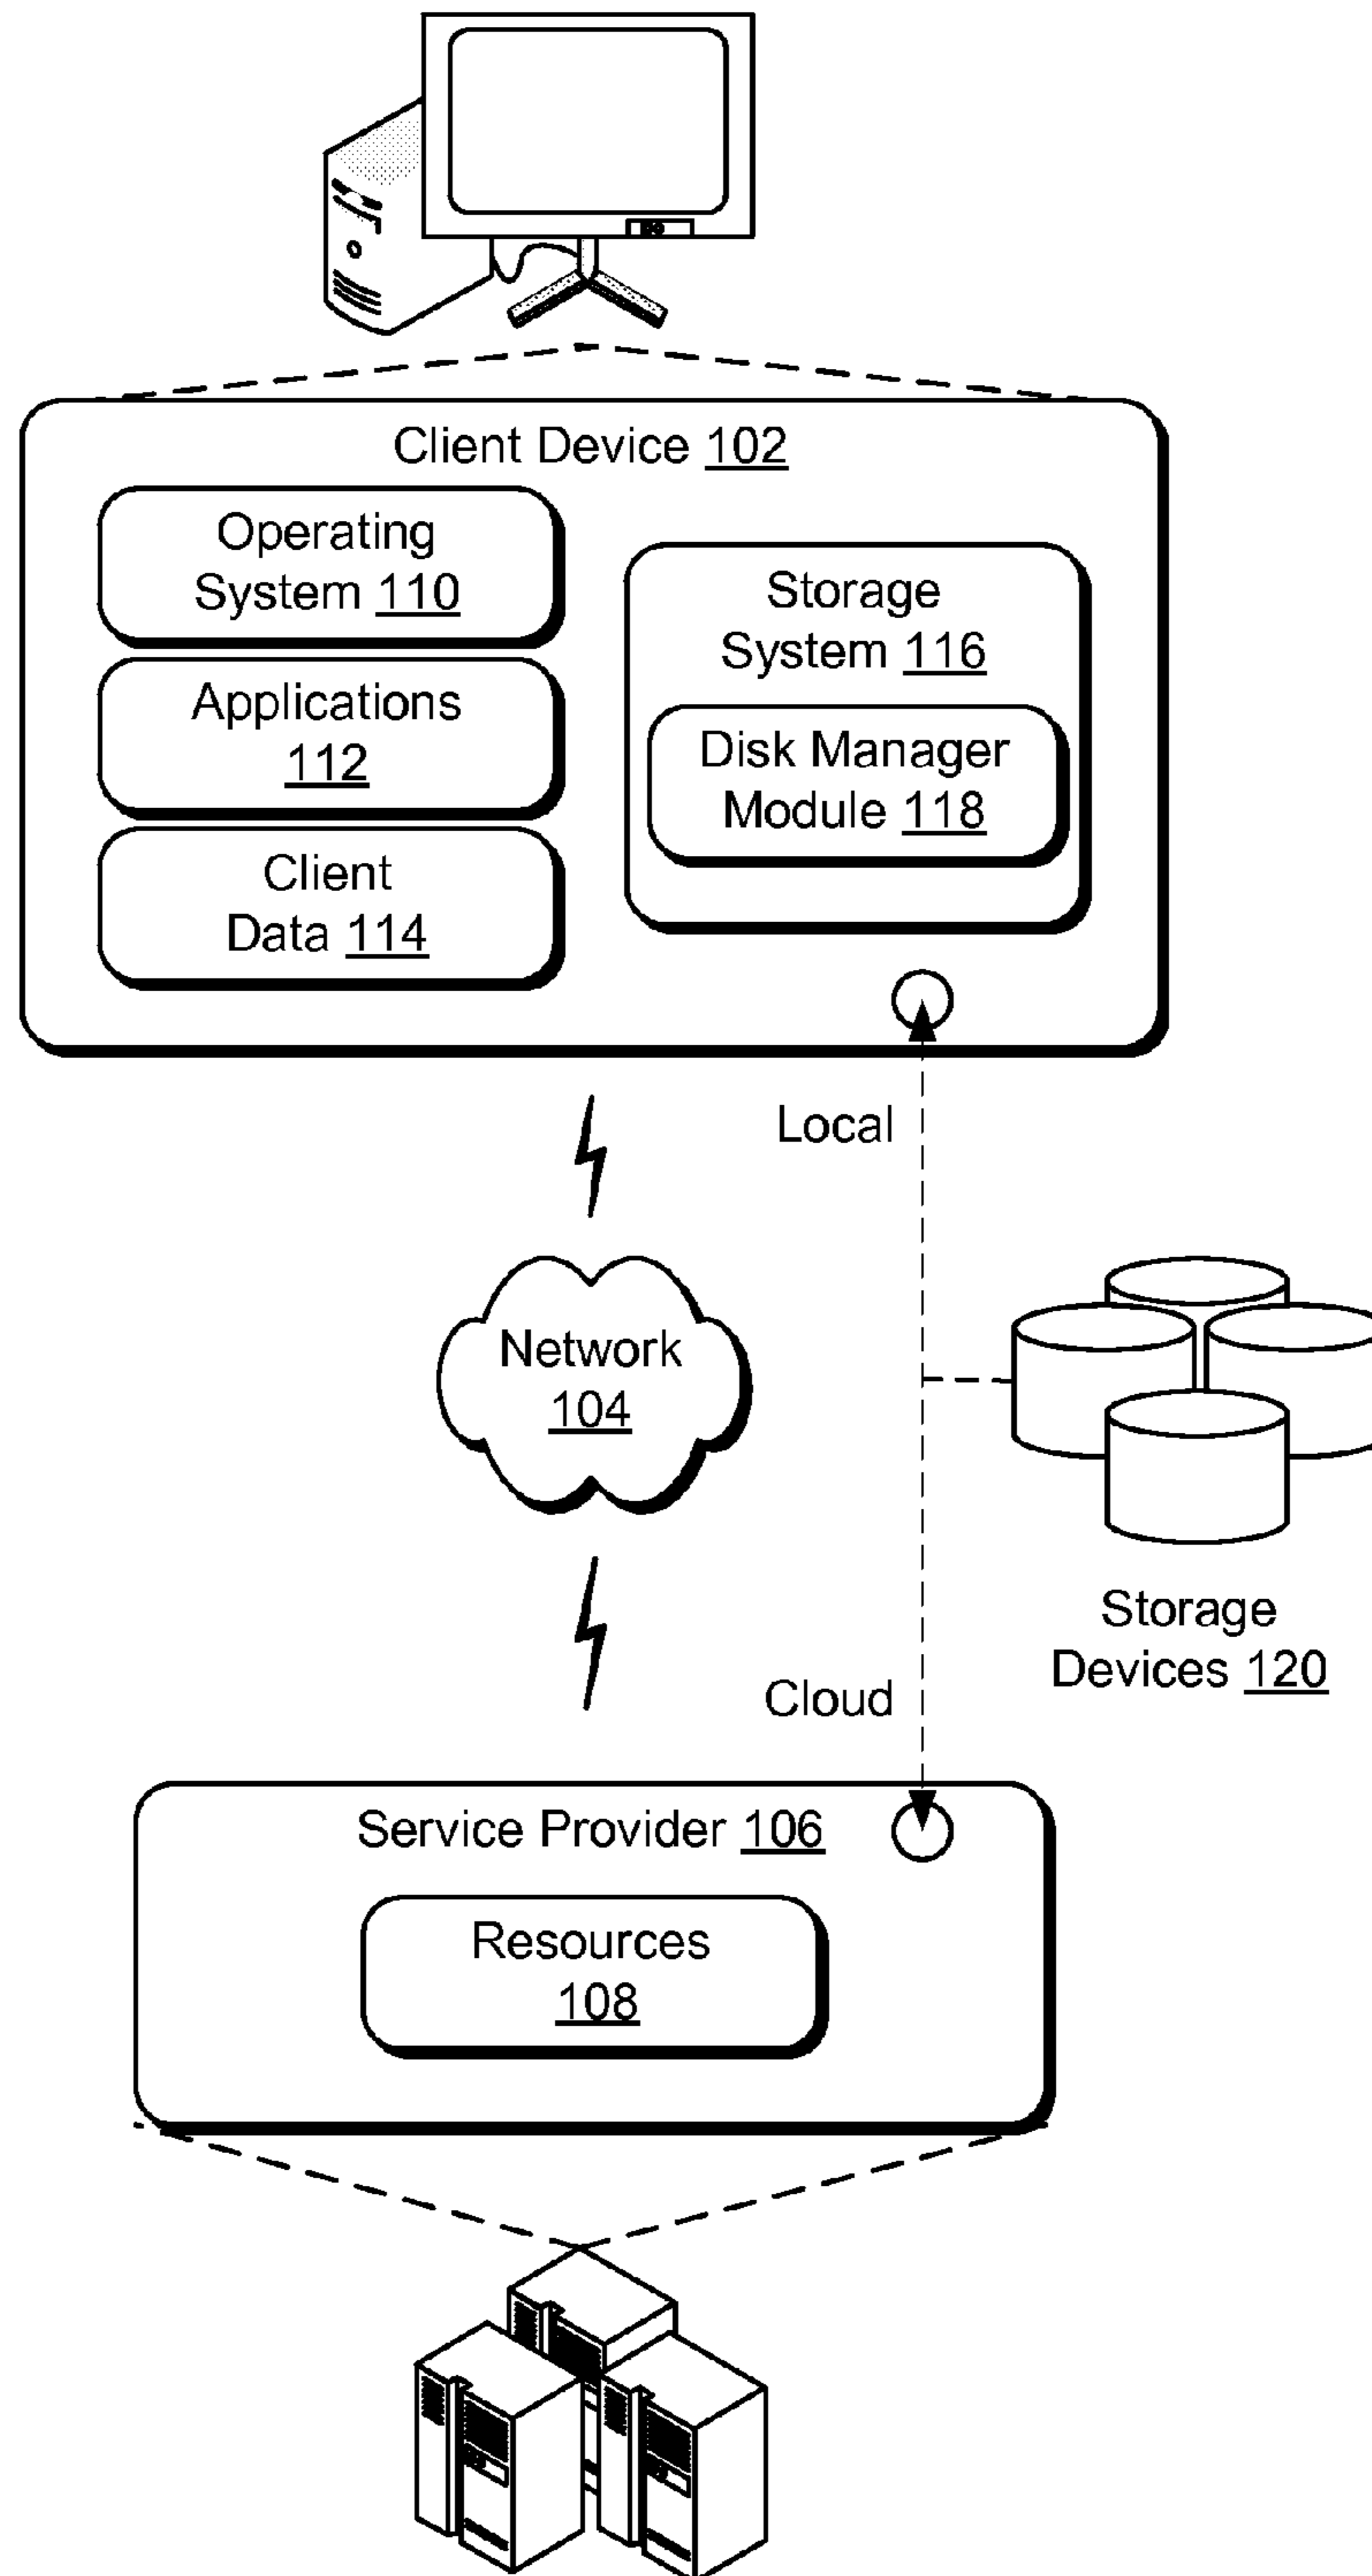 Client Device 102
Operating
System 110
Applications
112
Client
Data 114
Storage
System 116
Disk Manager
Module 118
Local
Network
104
Storage
Devices 120
Cloud
Service Provider 106
Resources
108